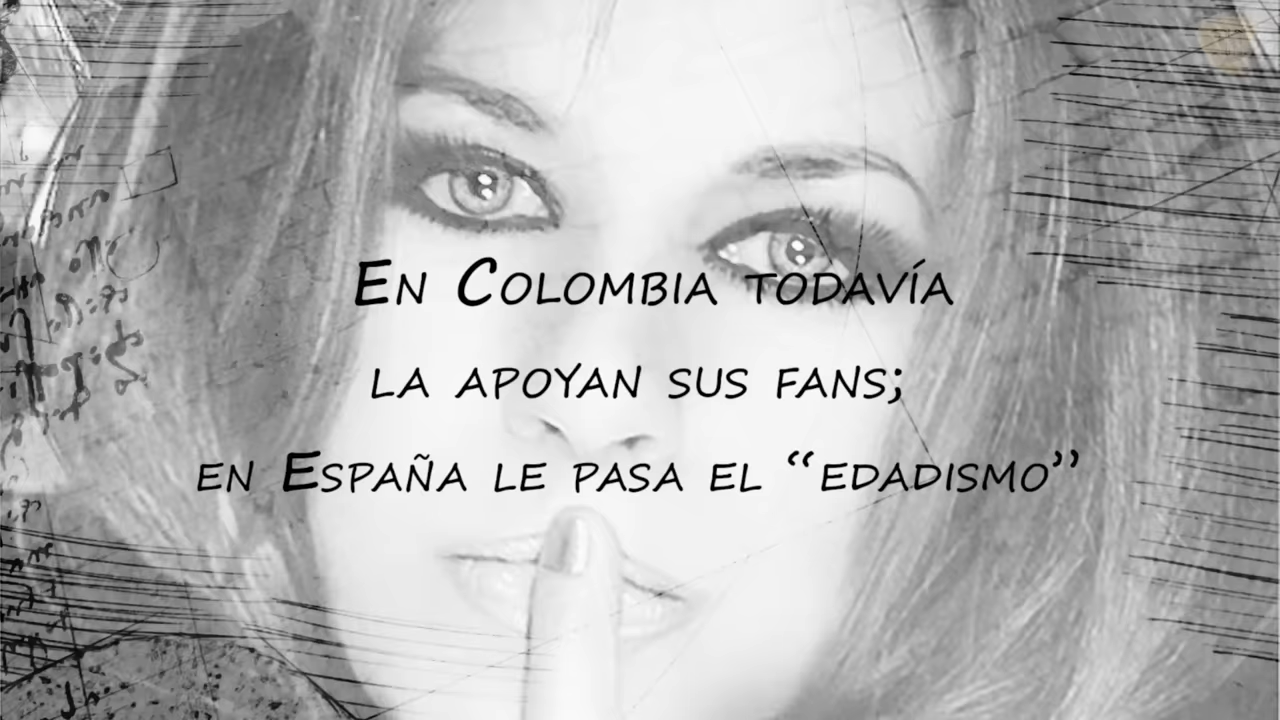 En Colombia todavía
la apoyan sus fans;
en España le pasa el “edadismo”